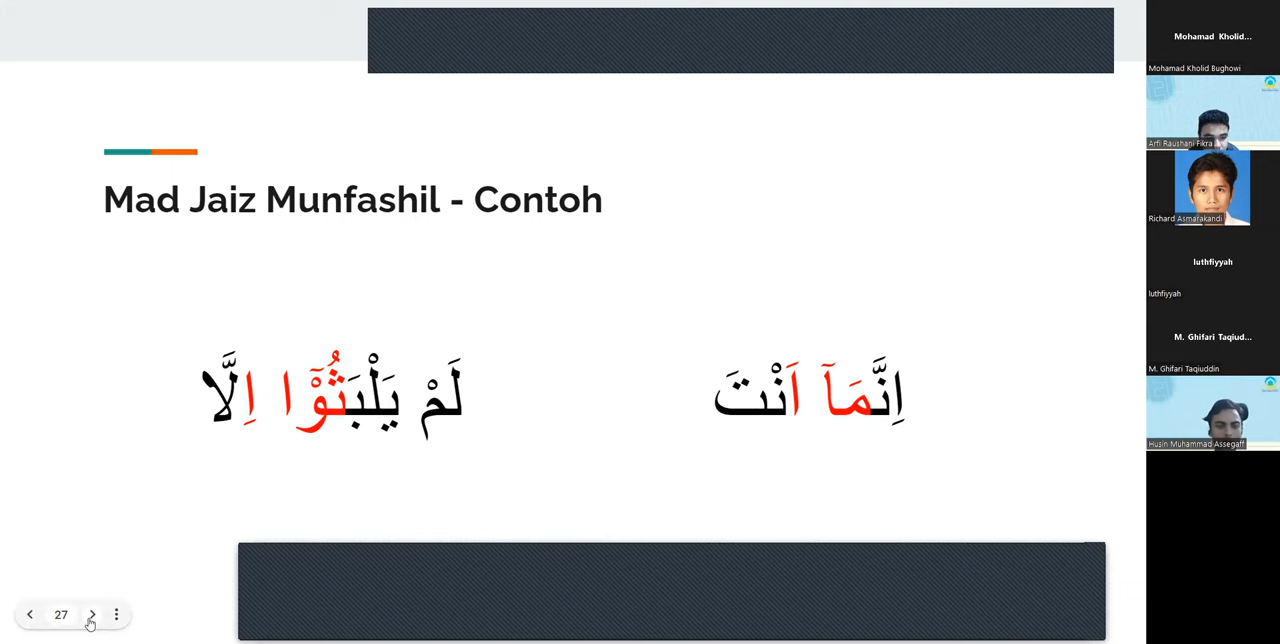 Mad Jaiz Munfashil - Contoh
اِنَّمَآ اَنْتَ
لَمْ يَلْبَثُوْٓا اِلَّا
27
Mohamad Kholid...
Mohamad Kholid Bughowi
Arfi Raushani Fikra
Richard Asmarakandi
luthfiyyah
luthfiyyah
M. Ghifari Taqiud...
M. Ghifari Taqiuddin
Husin Muhammad Assegaff